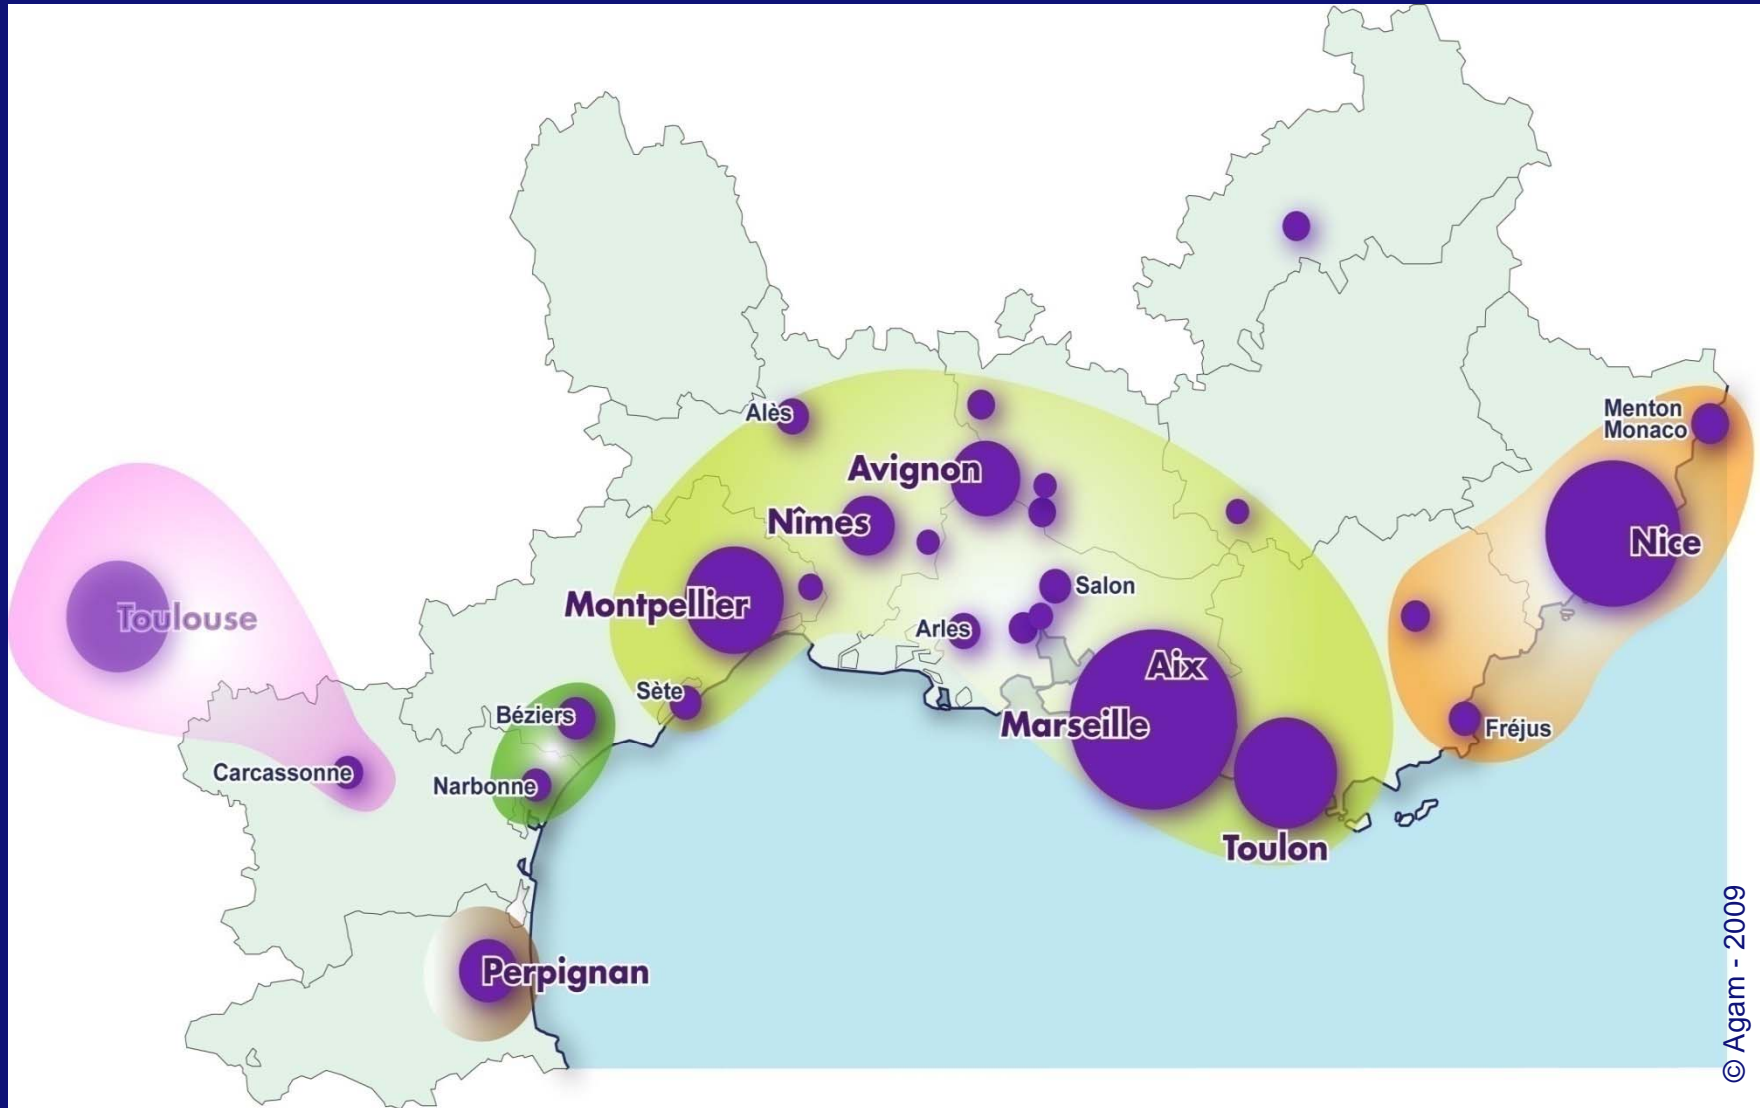 Alès
Menton
Monaco
Avignon
Nîmes
Nice
Salon
Montpellier
Toulouse
Arles
Aix
Sète
Béziers
Marseille
Fréjus
Carcassonne
Narbonne
Toulon
Perpignan
© Agam - 2009